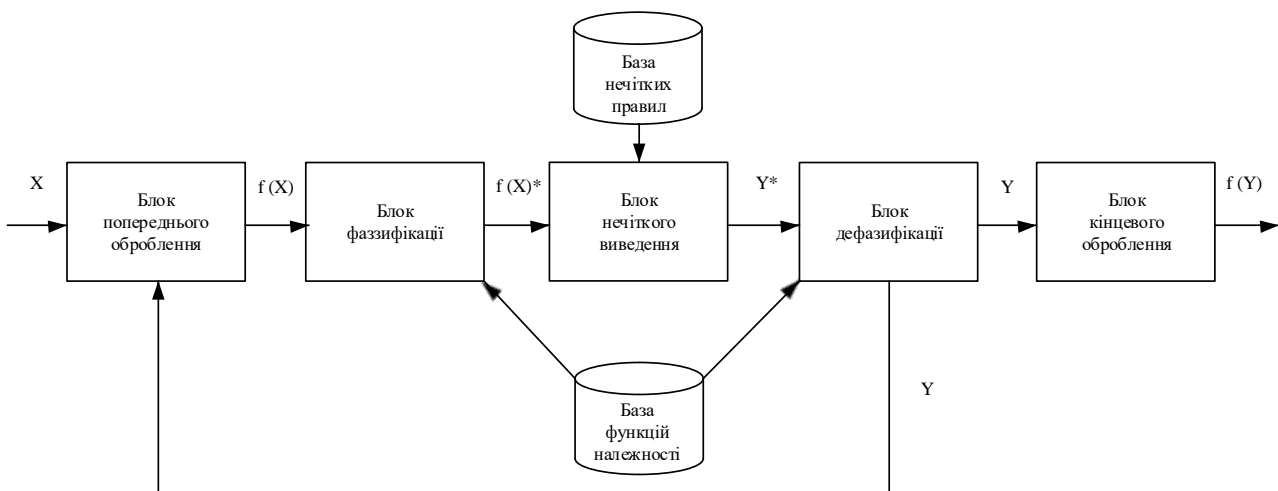 База
нечітких
правил
X
Блок
попереднього
оброблення
f (X)
Блок
фаззифікації
f (X)*
Блок
нечіткого
виведення
Y*
Блок
дефазифікації
Y
Блок
кінцевого
оброблення
f (Y)
База
функцій
належності
Y